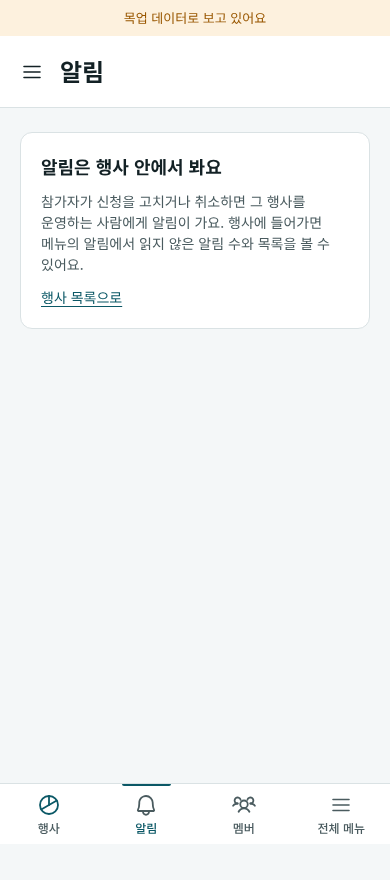 목업 데이터로 보고 있어요
알림
알림은 행사 안에서 봐요
참가자가 신청을 고치거나 취소하면 그 행사를
운영하는 사람에게 알림이 가요. 행사에 들어가면
메뉴의 알림에서 읽지 않은 알림 수와 목록을 볼 수
있어요.
행사 목록으로
행사
알림
멤버
전체 메뉴